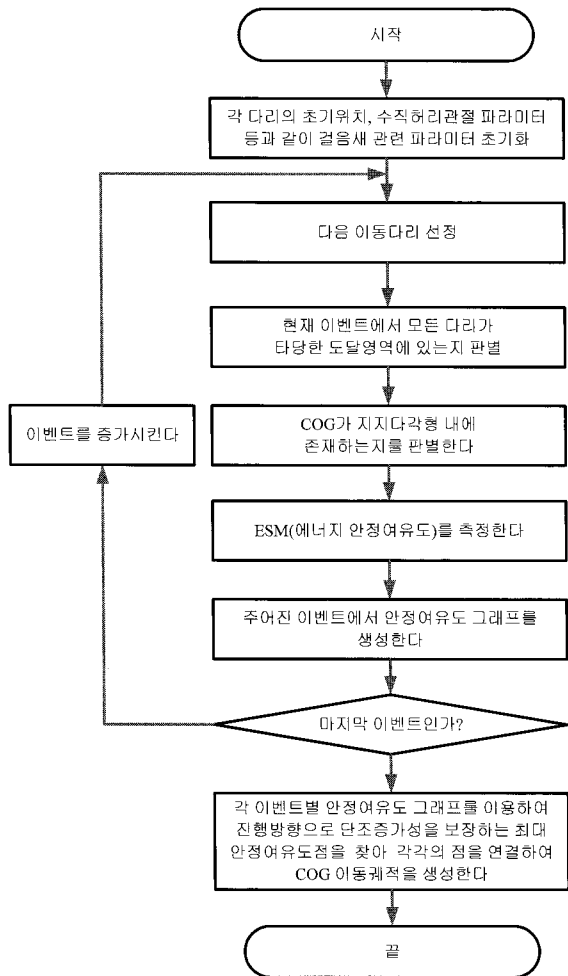 시작
각 다리의 초기위치, 수직허리관절 파라미터
등과 같이 걸음새 관련 파라미터 초기화
다음 이동다리 선정
현재 이벤트에서 모든 다리가
타당한 도달영역에 있는지 판별
이벤트를 증가시킨다
COG가 지지다각형 내에
존재하는지를 판별한다
ESM(에너지 안정여유도)를 측정한다
주어진 이벤트에서 안정여유도 그래프를
생성한다
마지막 이벤트인가?
각 이벤트별 안정여유도 그래프를 이용하여
진행방향으로 단조증가성을 보장하는 최대
안정여유도점을 찾아 각각의 점을 연결하여
COG 이동궤적을 생성한다
끝